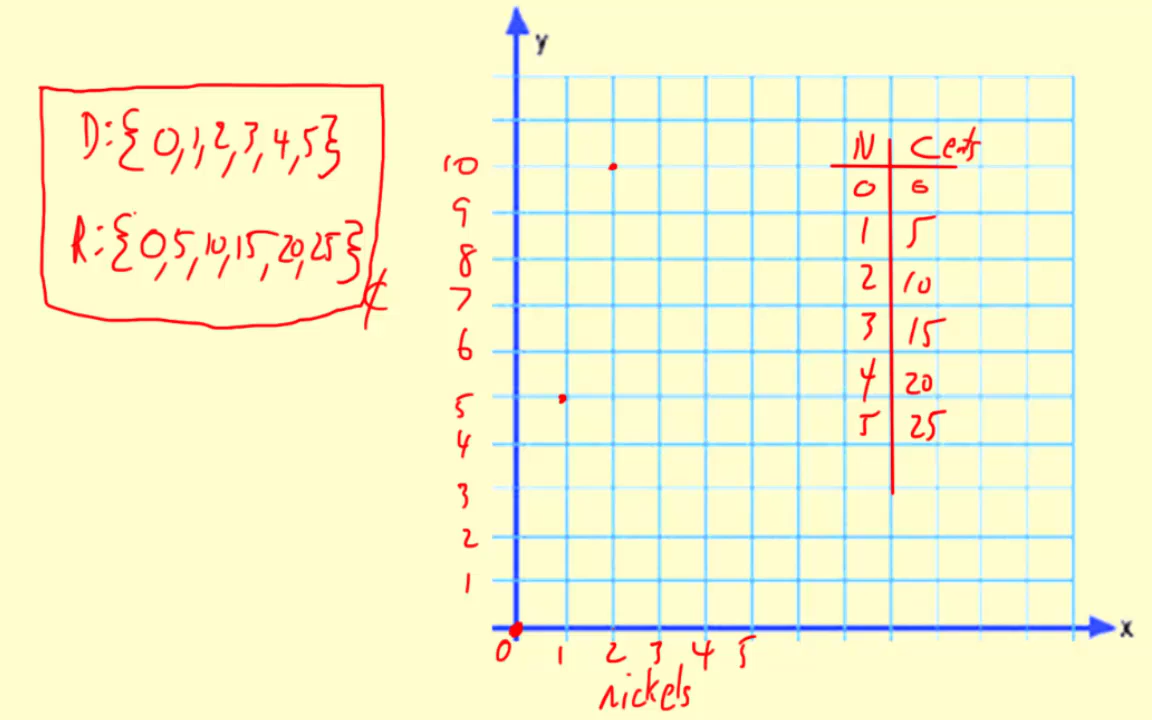 y
D:{0,1,2,3,4,5}
R:{0,5,10,15,20,25}¢
N Cents
0 0
1 5
2 10
3 15
4 20
5 25
10
9
8
7
6
5
4
3
2
1
x
0 1 2 3 4 5
nickels